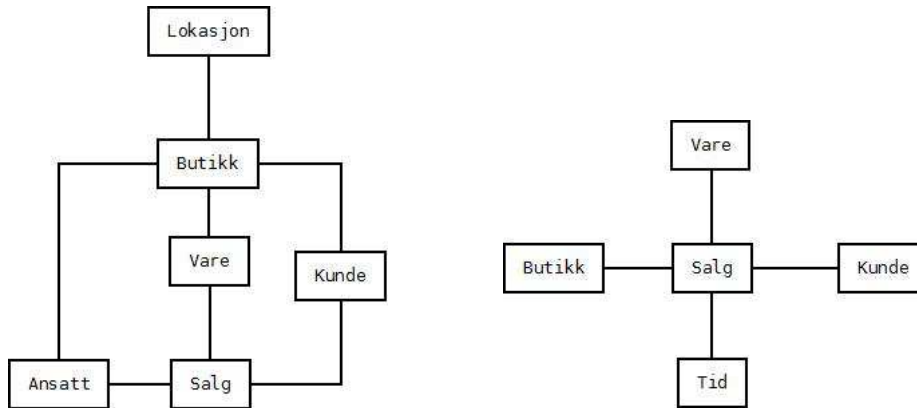 Lokasjon
Butikk
Vare
Kunde
Ansatt
Salg
Vare
Butikk
Salg
Kunde
Tid